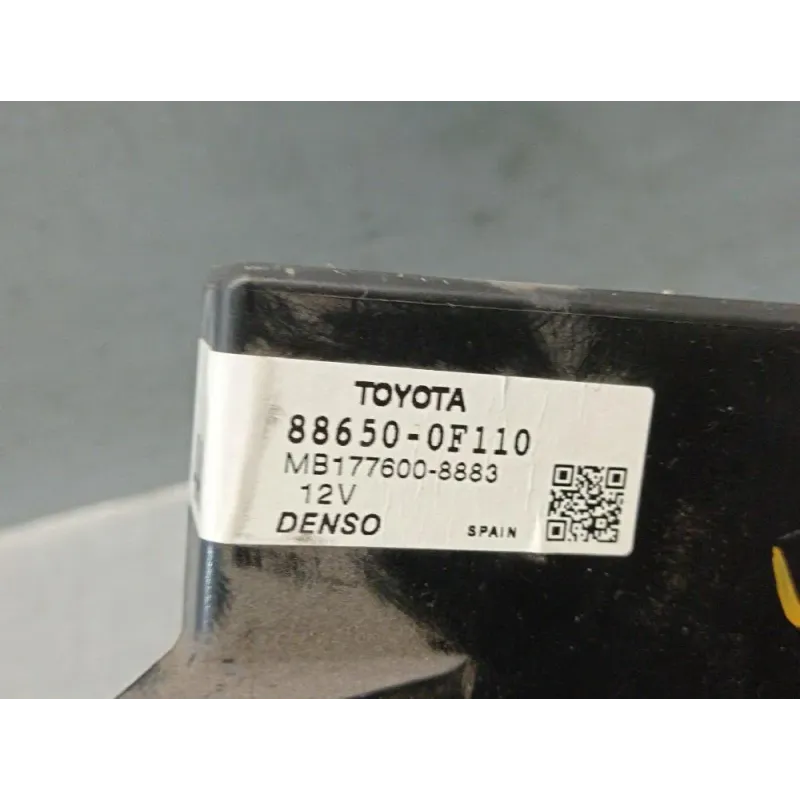 TOYOTA
88650-0F110
MB177600-8883
12V
DENSO SPAIN